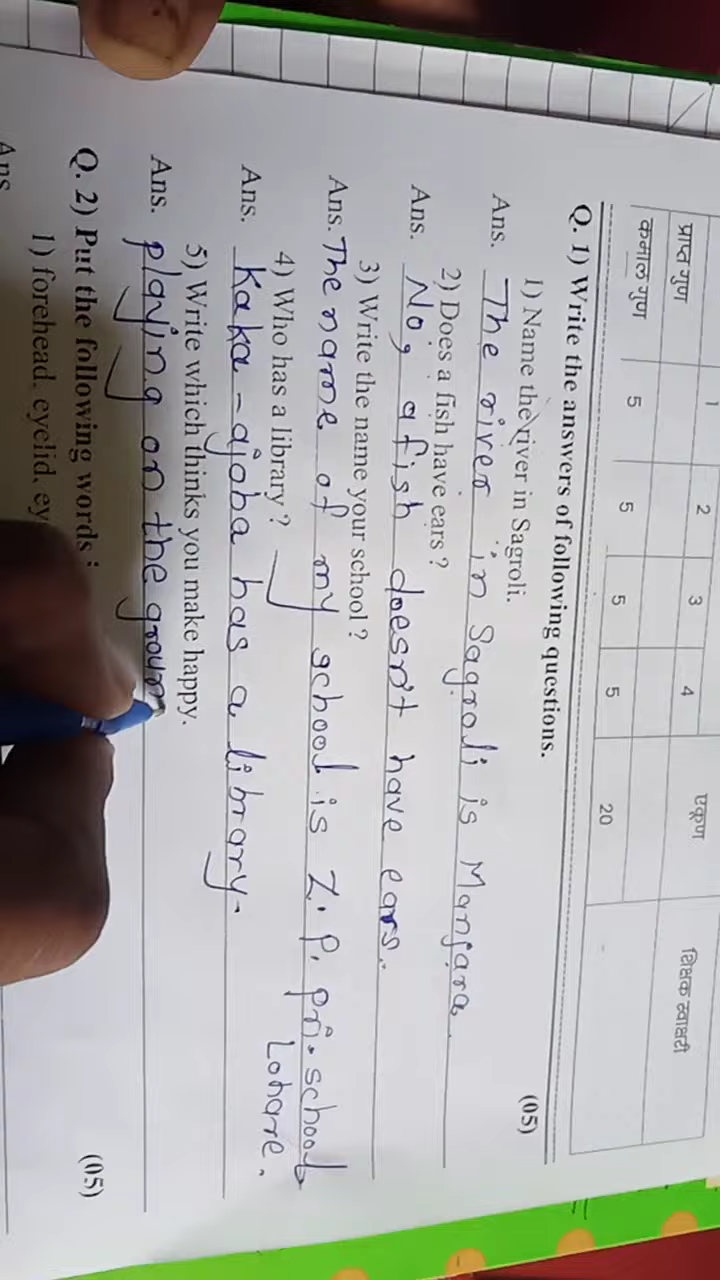 1 2 3 4 एकूण शिक्षक स्वाक्षरी
प्राप्त गुण
कमाल गुण 5 5 5 5 20
Q. 1) Write the answers of following questions. (05)
1) Name the river in Sagroli.
Ans. The river in Sagroli is Manjara.
2) Does a fish have ears ?
Ans. No, a fish doesn't have ears.
3) Write the name your school ?
Ans. The name of my school is Z. P. pri. school
Lohare.
4) Who has a library ?
Ans. Kaka-ajoba has a library.
5) Write which thinks you make happy.
Ans. playing on the groun
Q. 2) Put the following words : (05)
1) forehead, eyelid, ey
Ans